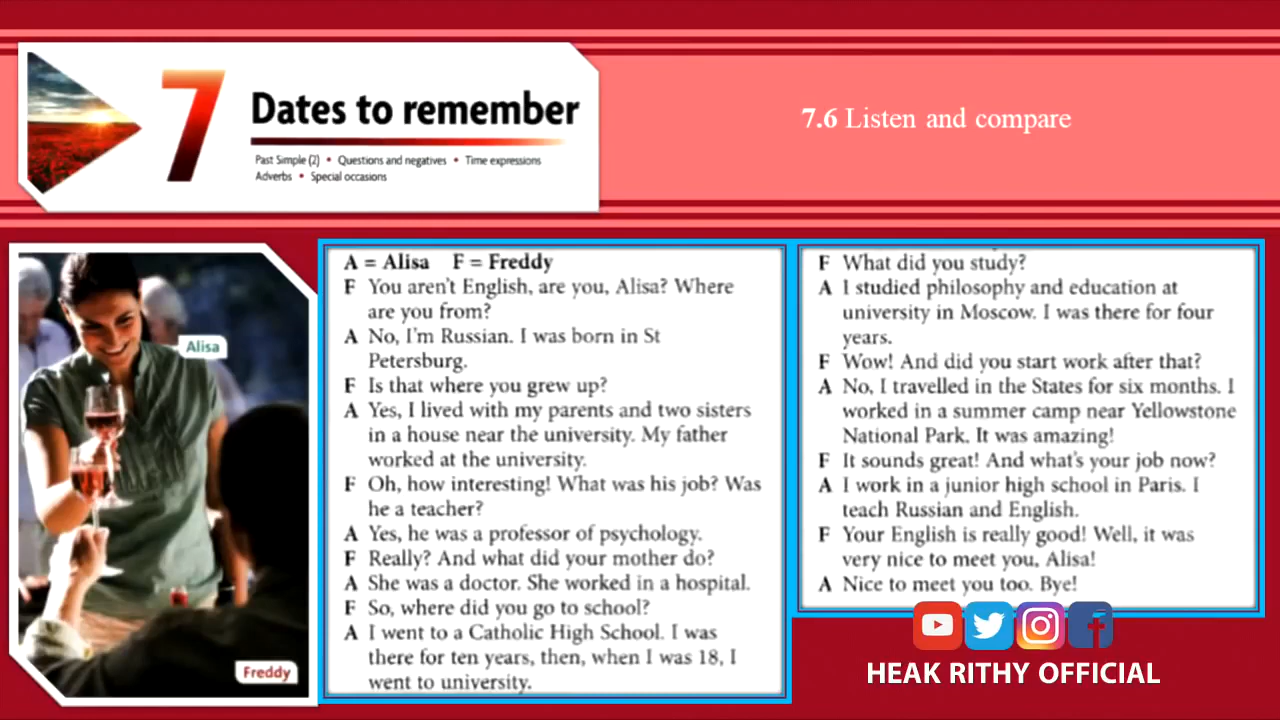 7
Dates to remember
Past Simple (2) • Questions and negatives • Time expressions
Adverbs • Special occasions
7.6 Listen and compare
Alisa
Freddy
A = Alisa F = Freddy
F You aren't English, are you, Alisa? Where
are you from?
A No, I'm Russian. I was born in St
Petersburg.
F Is that where you grew up?
A Yes, I lived with my parents and two sisters
in a house near the university. My father
worked at the university.
F Oh, how interesting! What was his job? Was
he a teacher?
A Yes, he was a professor of psychology.
F Really? And what did your mother do?
A She was a doctor. She worked in a hospital.
F So, where did you go to school?
A I went to a Catholic High School. I was
there for ten years, then, when I was 18, I
went to university.
F What did you study?
A I studied philosophy and education at
university in Moscow. I was there for four
years.
F Wow! And did you start work after that?
A No, I travelled in the States for six months. I
worked in a summer camp near Yellowstone
National Park. It was amazing!
F It sounds great! And what's your job now?
A I work in a junior high school in Paris. I
teach Russian and English.
F Your English is really good! Well, it was
very nice to meet you, Alisa!
A Nice to meet you too. Bye!
HEAK RITHY OFFICIAL